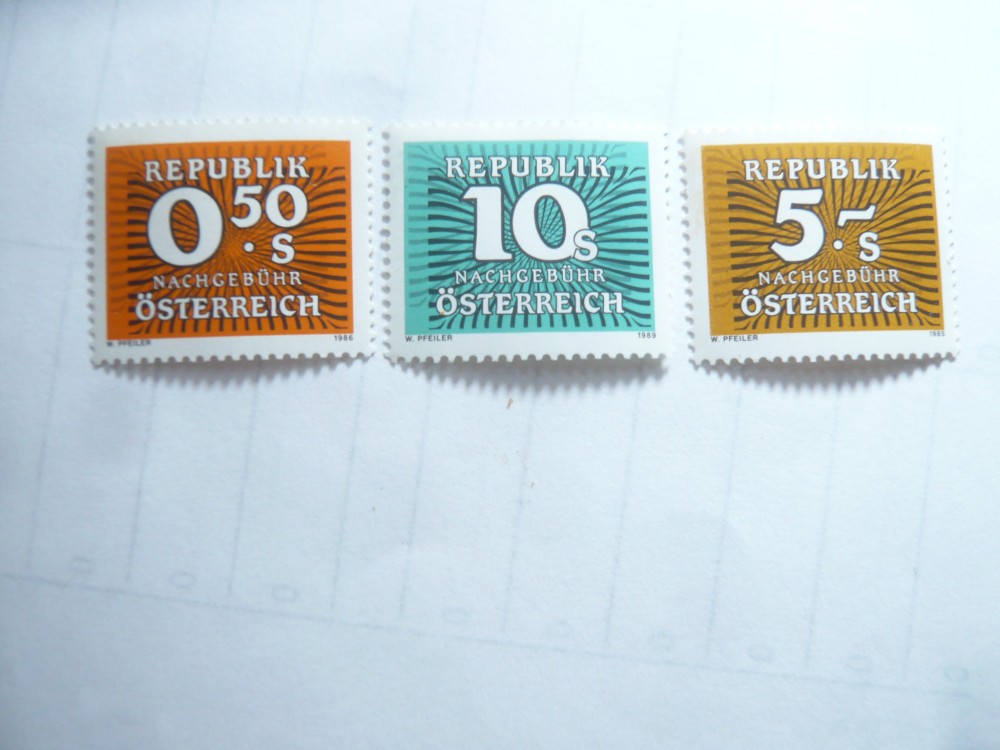 REPUBLIK
0.50 S
NACHGEBÜHR
ÖSTERREICH
W. PFEILER 1986
REPUBLIK
10 S
NACHGEBÜHR
ÖSTERREICH
W. PFEILER 1989
REPUBLIK
5.- S
NACHGEBÜHR
ÖSTERREICH
W. PFEILER 1985